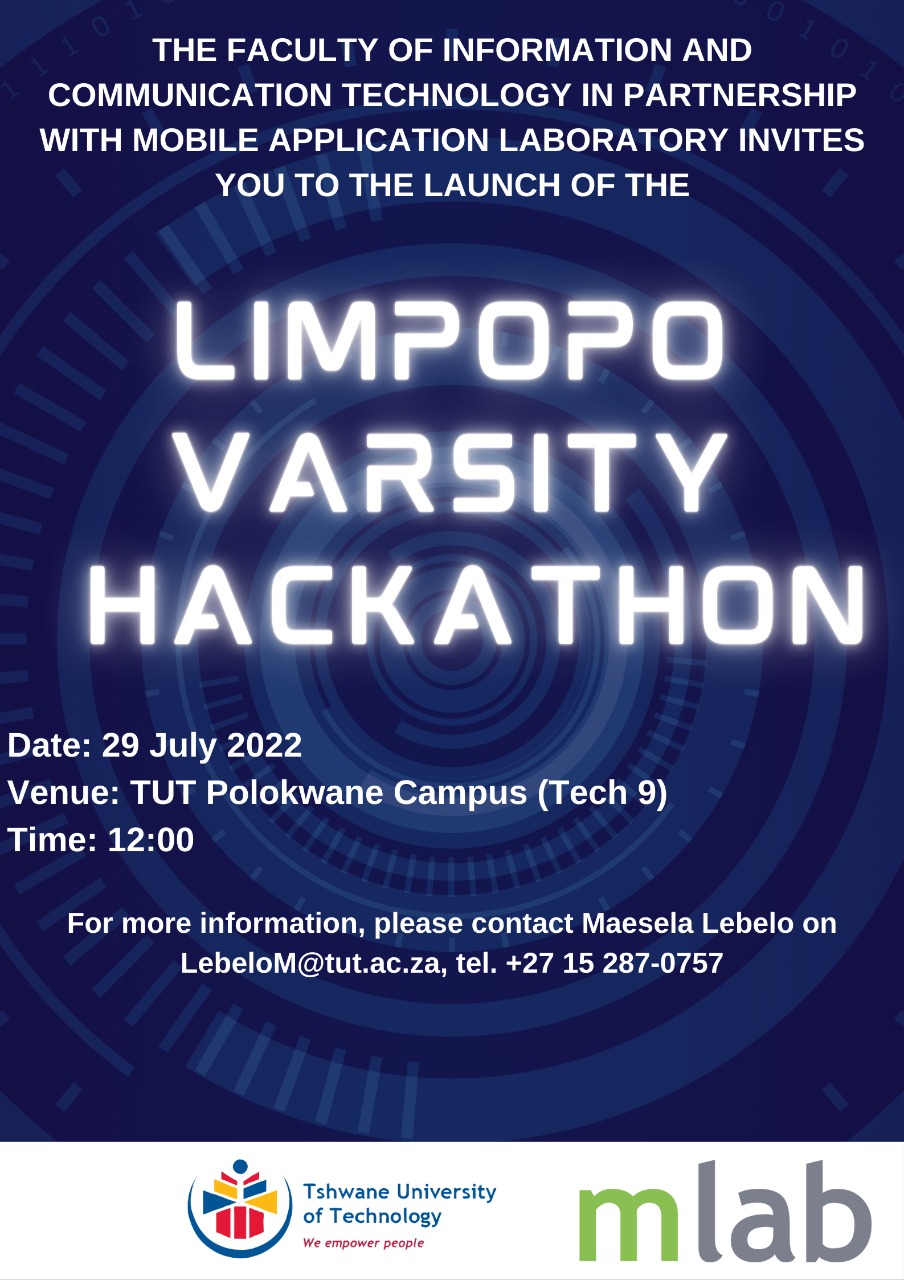 THE FACULTY OF INFORMATION AND
COMMUNICATION TECHNOLOGY IN PARTNERSHIP
WITH MOBILE APPLICATION LABORATORY INVITES
YOU TO THE LAUNCH OF THE
LIMPOPO
VARSITY
HACKATHON
Date: 29 July 2022
Venue: TUT Polokwane Campus (Tech 9)
Time: 12:00
For more information, please contact Maesela Lebelo on
LebeloM@tut.ac.za, tel. +27 15 287-0757
Tshwane University
of Technology
We empower people
mlab